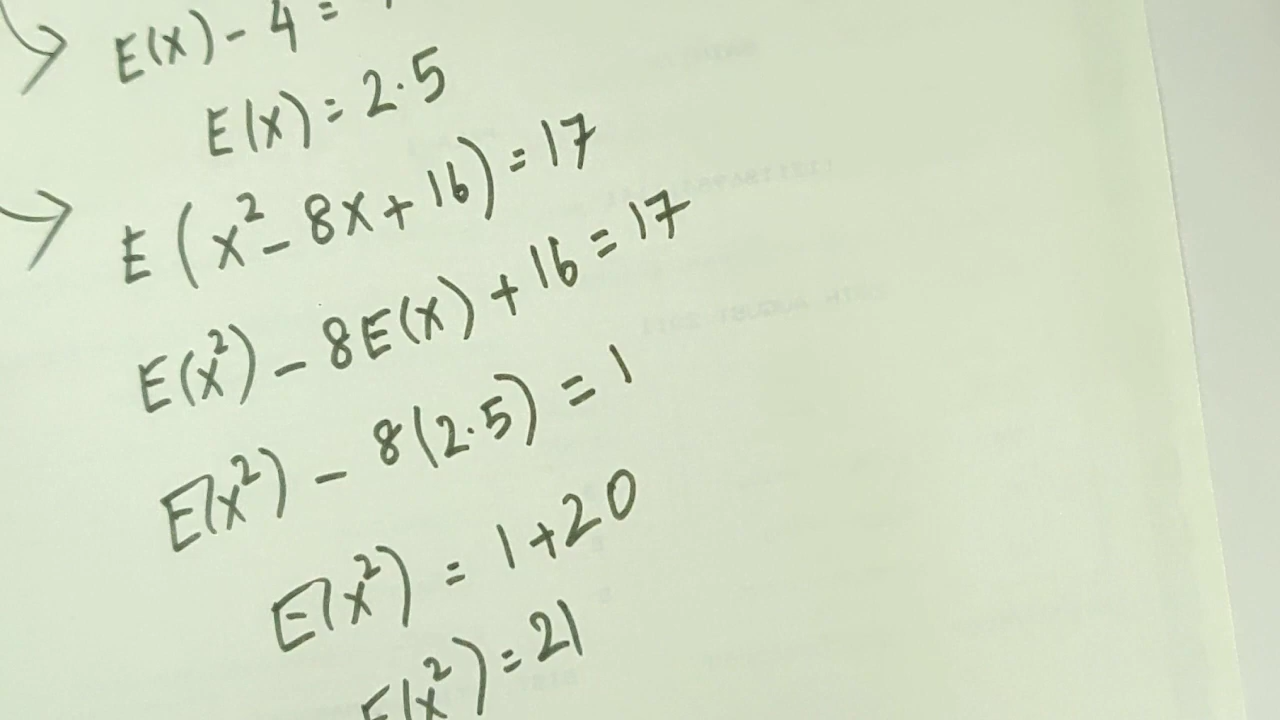 E(X) - 4 =
E(X) = 2.5
E(X² - 8X + 16) = 17
E(X²) - 8E(X) + 16 = 17
E(X²) - 8(2.5) = 1
E(X²) = 1 + 20
E(X²) = 21